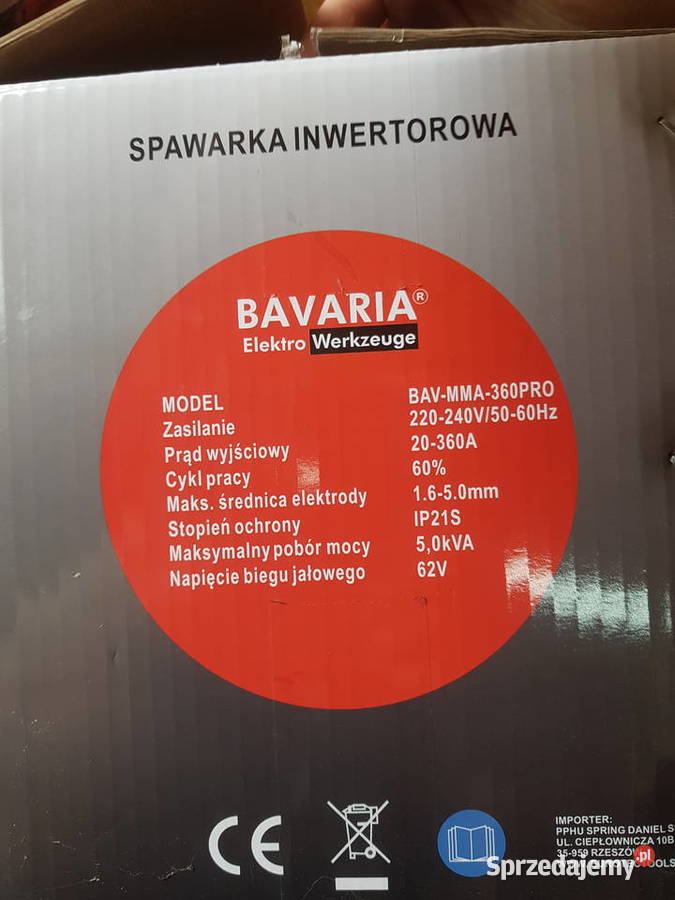 SPAWARKA INWERTOROWA
BAVARIA®
Elektro Werkzeuge
MODEL BAV-MMA-360PRO
Zasilanie 220-240V/50-60Hz
Prąd wyjściowy 20-360A
Cykl pracy 60%
Maks. średnica elektrody 1.6-5.0mm
Stopień ochrony IP21S
Maksymalny pobór mocy 5,0kVA
Napięcie biegu jałowego 62V
CE
IMPORTER:
PPHU SPRING DANIEL S
UL. CIEPŁOWNICZA 10B
35-959
Sprzedajemy.pl